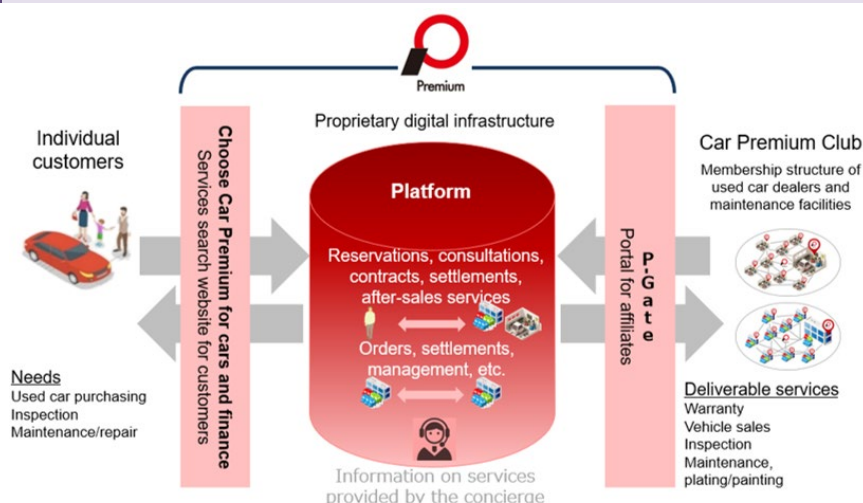 Premium
Proprietary digital infrastructure
Individual
customers
Choose Car Premium for cars and finance
Services search website for customers
Platform
Reservations, consultations,
contracts, settlements,
after-sales services
Orders, settlements,
management, etc.
Information on services
provided by the concierge
P-Gate
Portal for affiliates
Car Premium Club
Membership structure of
used car dealers and
maintenance facilities
Needs
Used car purchasing
Inspection
Maintenance/repair
Deliverable services
Warranty
Vehicle sales
Inspection
Maintenance,
plating/painting